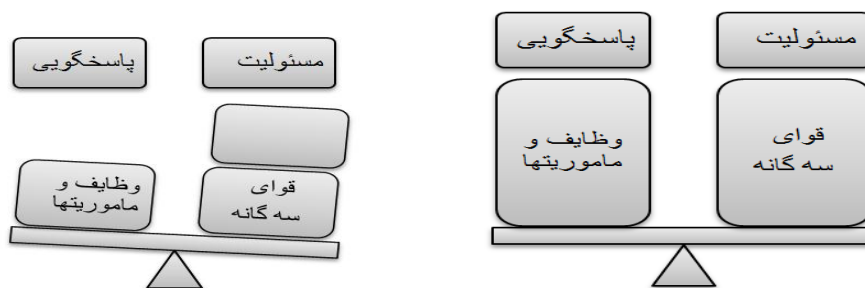 مسئولیت
پاسخگویی
قوای
سه گانه
وظایف و
ماموریتها
مسئولیت
پاسخگویی
قوای
سه گانه
وظایف و
ماموریتها